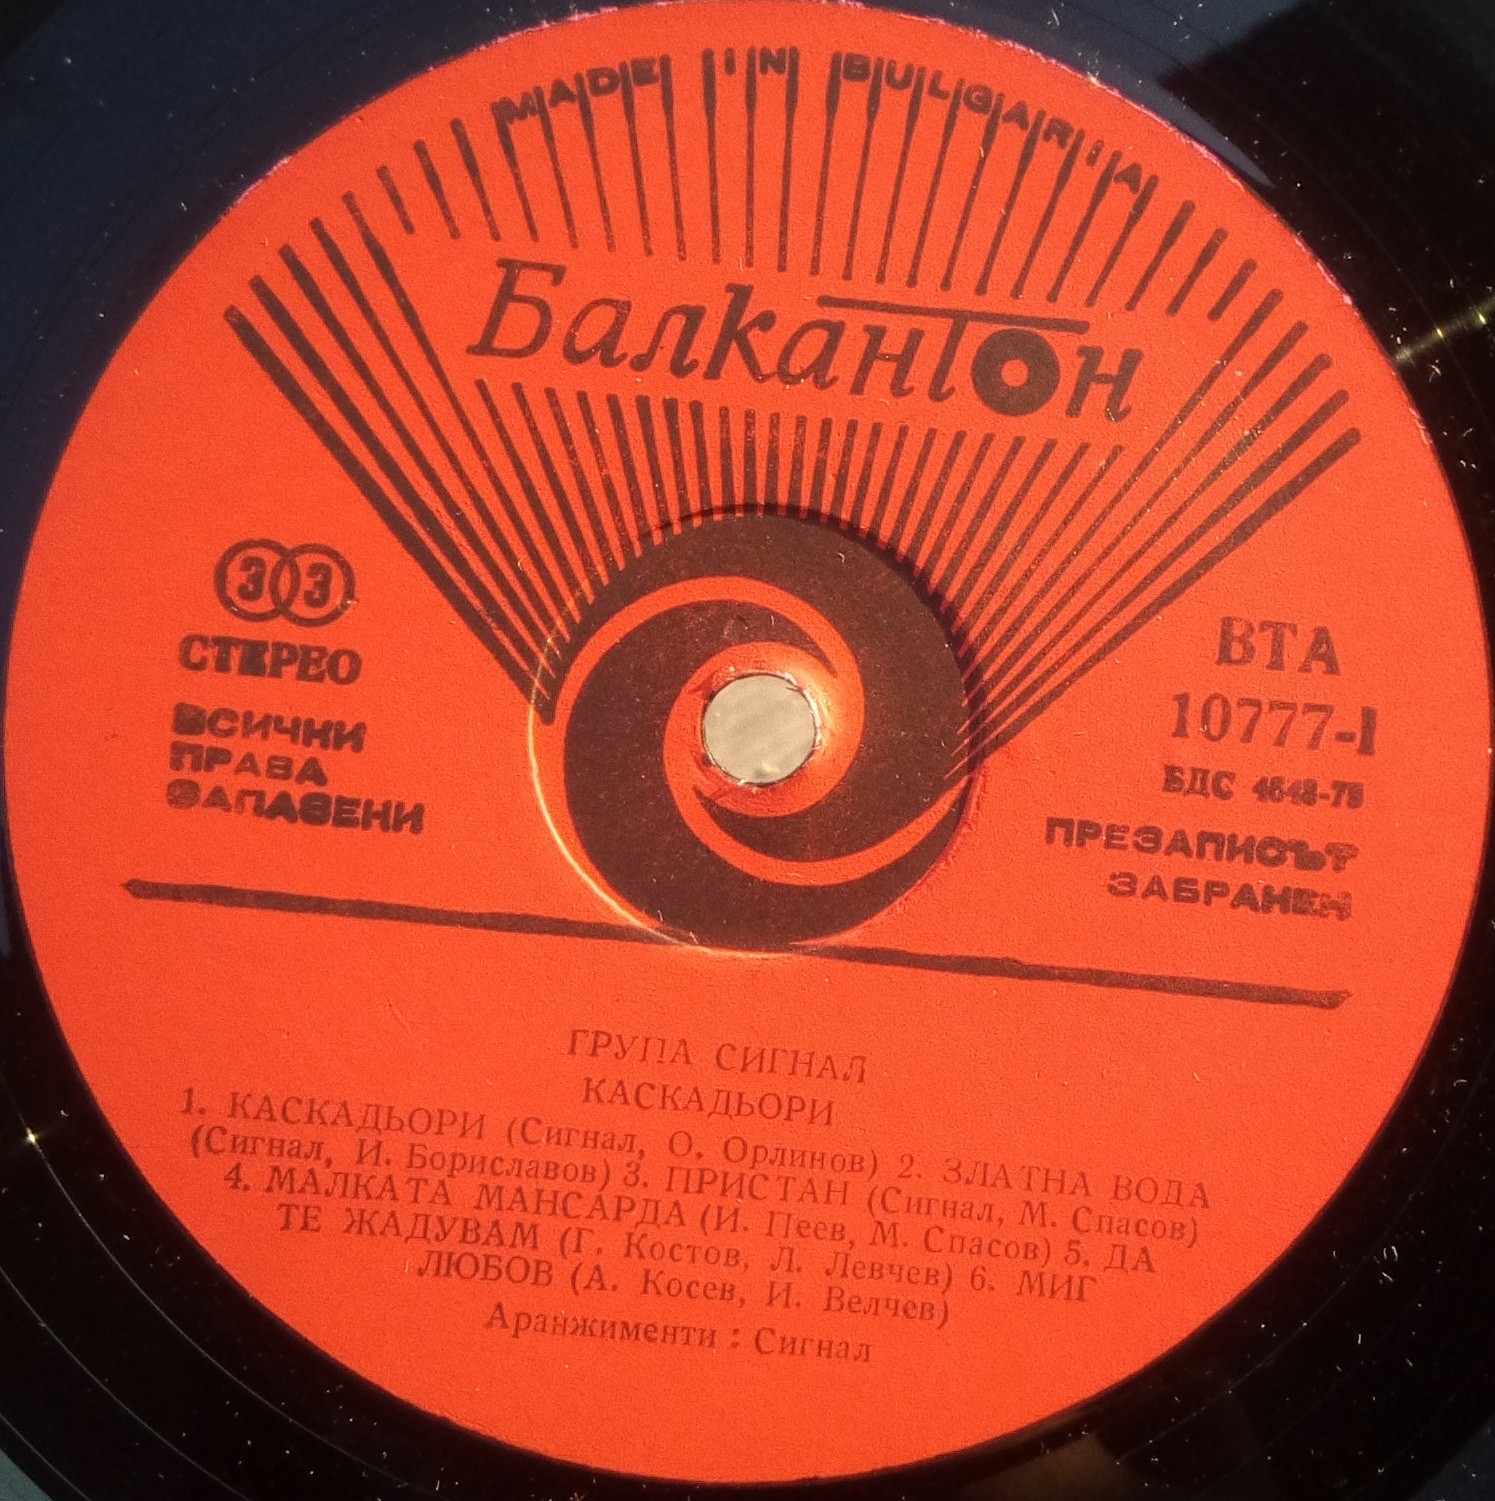 MADE IN BULGARIA
Балкантон
33
СТЕРЕО
ВСИЧКИ
ПРАВА
ЗАПАЗЕНИ
ВТА
10777-I
БДС
ПРЕЗАПИСЪТ
ЗАБРАНЕН
ГРУПА СИГНАЛ
КАСКАДЬОРИ
1. КАСКАДЬОРИ (Сигнал, О. Орлинов) 2. ЗЛАТНА ВОДА
(Сигнал, И. Бориславов) 3. ПРИСТАН (Сигнал, М. Спасов)
4. МАЛКАТА МАНСАРДА (И. Пеев, М. Спасов) 5. ДА
ТЕ ЖАДУВАМ (Г. Костов, Л. Левчев) 6. МИГ
ЛЮБОВ (А. Косев, И. Велчев)
Аранжименти : Сигнал